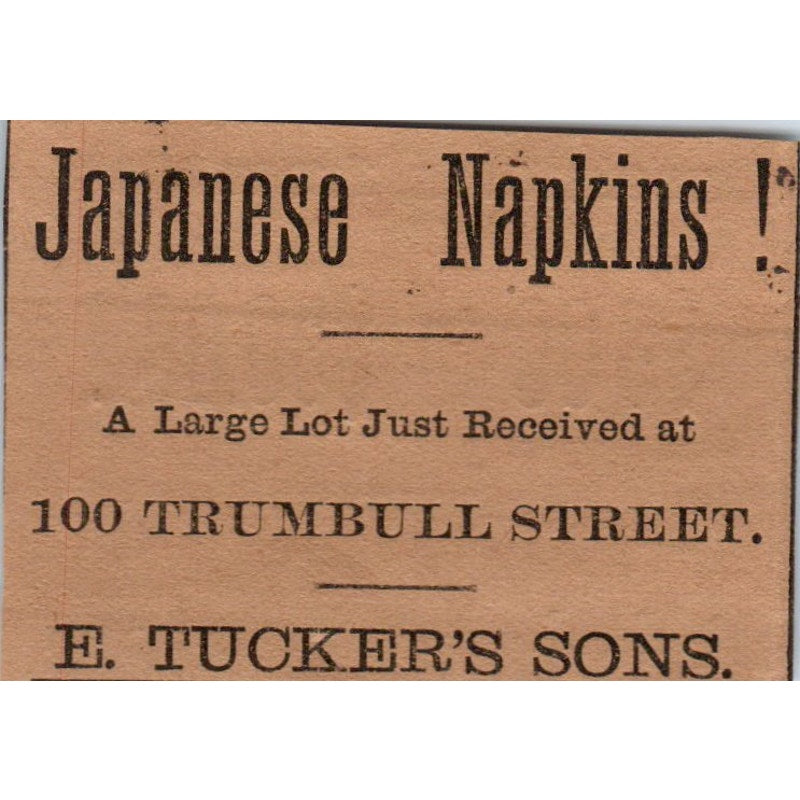 Japanese Napkins !
A Large Lot Just Received at
100 TRUMBULL STREET.
E. TUCKER'S SONS.